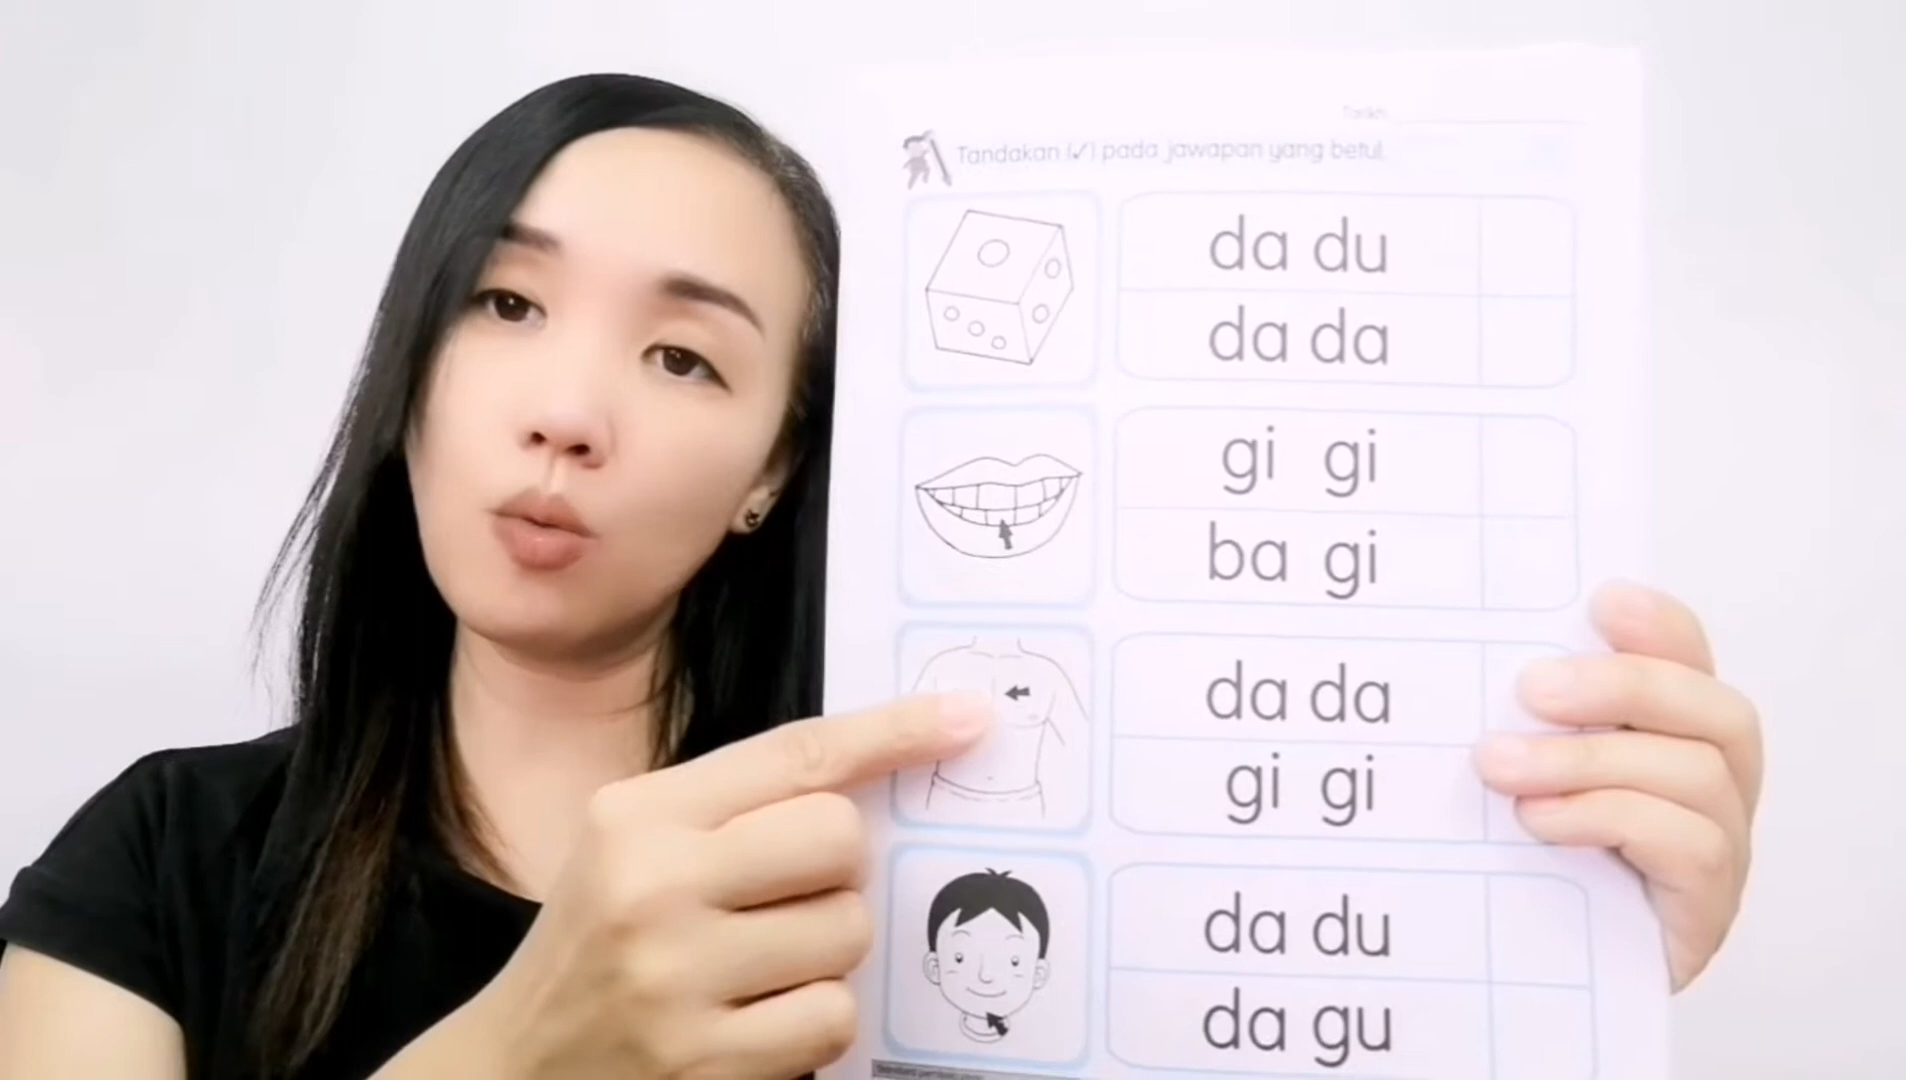 Tarikh:
Tandakan (✓) pada jawapan yang betul.
da du
da da
gi gi
ba gi
da da
gi gi
da du
da gu